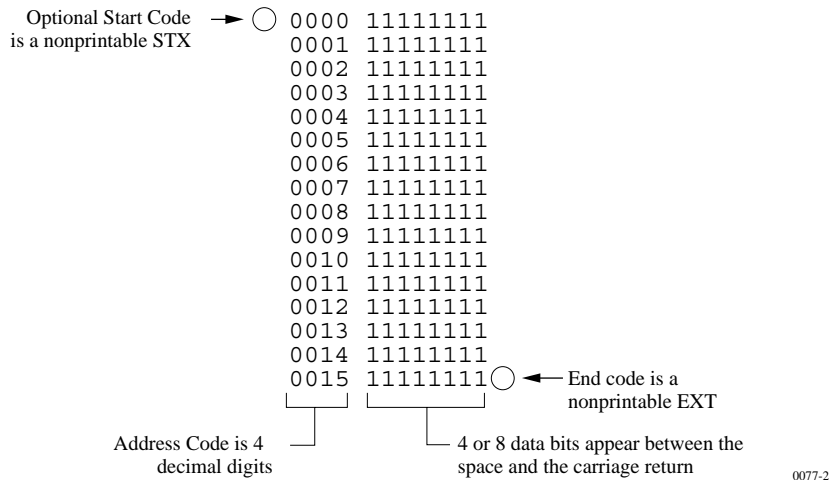 Optional Start Code
is a nonprintable STX
0000 11111111
0001 11111111
0002 11111111
0003 11111111
0004 11111111
0005 11111111
0006 11111111
0007 11111111
0008 11111111
0009 11111111
0010 11111111
0011 11111111
0012 11111111
0013 11111111
0014 11111111
0015 11111111
End code is a
nonprintable EXT
Address Code is 4
decimal digits
4 or 8 data bits appear between the
space and the carriage return
0077-2